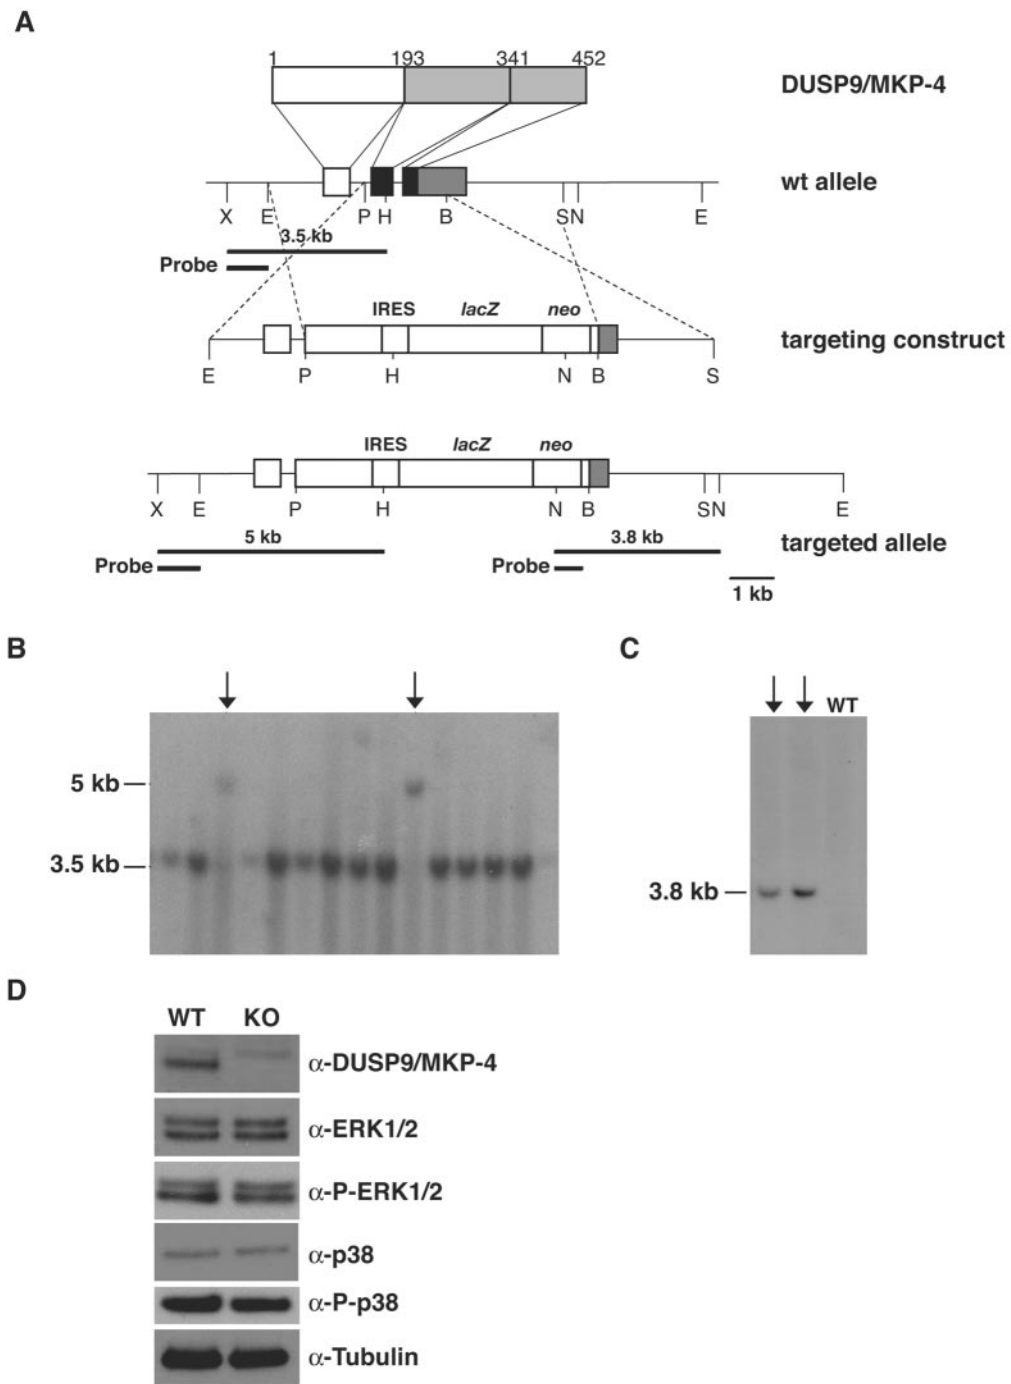 A
1 193 341 452
DUSP9/MKP-4
wt allele
X E P H B S N E
3.5 kb
Probe
IRES lacZ neo
targeting construct
E P H N B S
IRES lacZ neo
X E P H N B S N E
5 kb 3.8 kb
targeted allele
Probe Probe
1 kb
B
5 kb
3.5 kb
C
WT
3.8 kb
D
WT KO
α-DUSP9/MKP-4
α-ERK1/2
α-P-ERK1/2
α-p38
α-P-p38
α-Tubulin